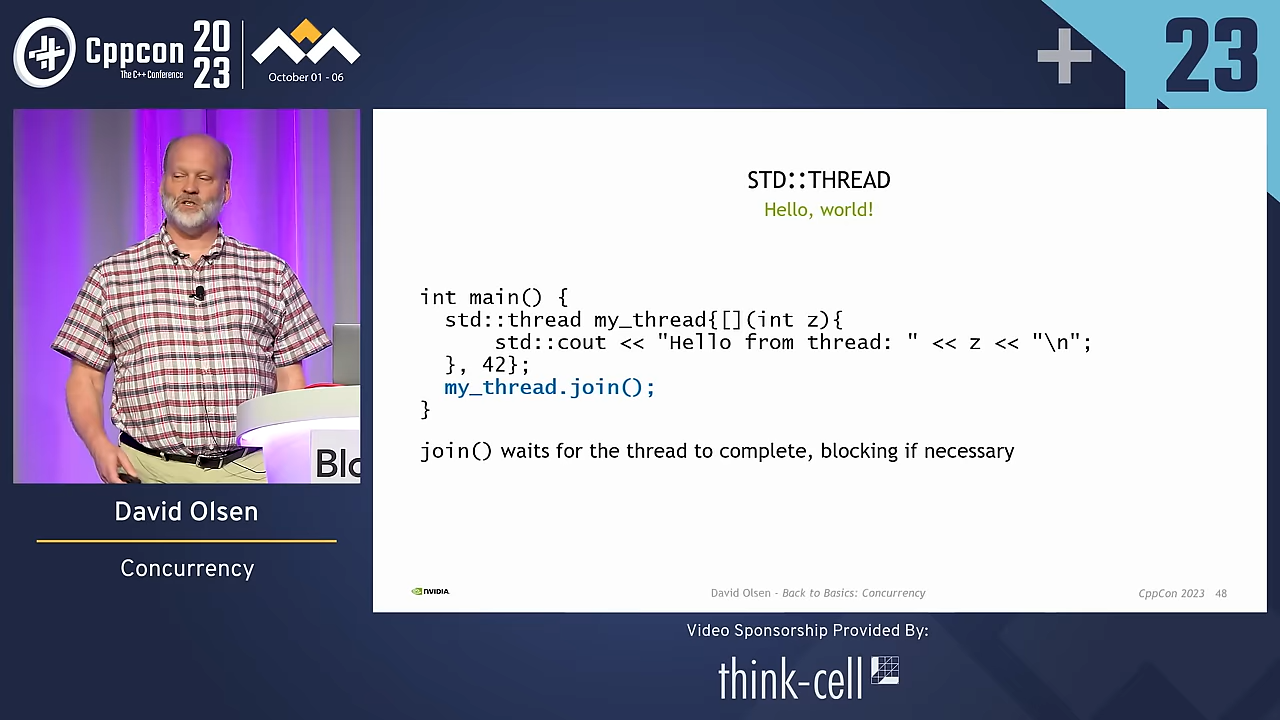 Cppcon
The C++ Conference
20
23
October 01 - 06
23
STD::THREAD
Hello, world!
int main() {
  std::thread my_thread{[](int z){
      std::cout << "Hello from thread: " << z << "\n";
  }, 42};
  my_thread.join();
}
join() waits for the thread to complete, blocking if necessary
Blo
David Olsen
Concurrency
NVIDIA.
David Olsen - Back to Basics: Concurrency
CppCon 2023 48
Video Sponsorship Provided By:
think-cell